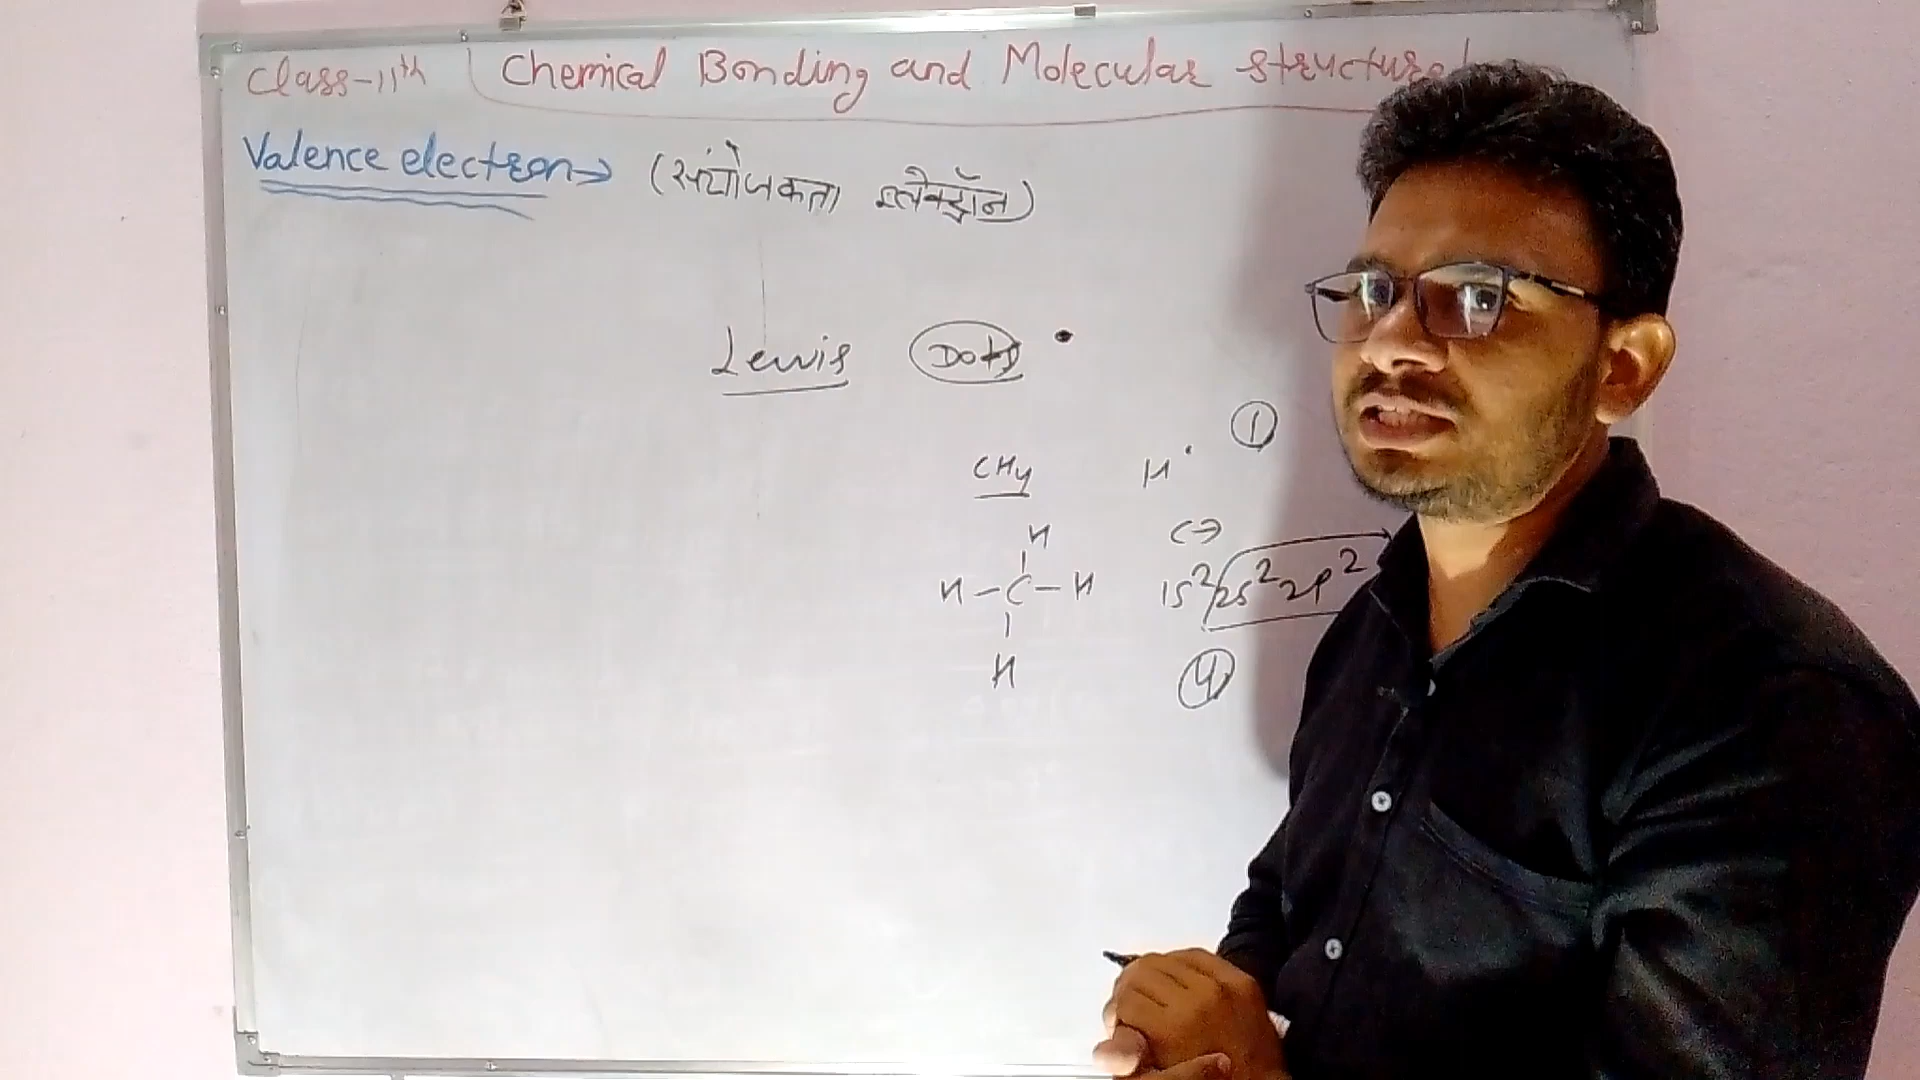 Class-11th Chemical Bonding and Molecular structure
Valence electron→ (संयोजकता इलेक्ट्रॉन)
Lewis Dots •
1
CH4 H•
H C→
H-C-H 1s² 2s² 2p²
H 4